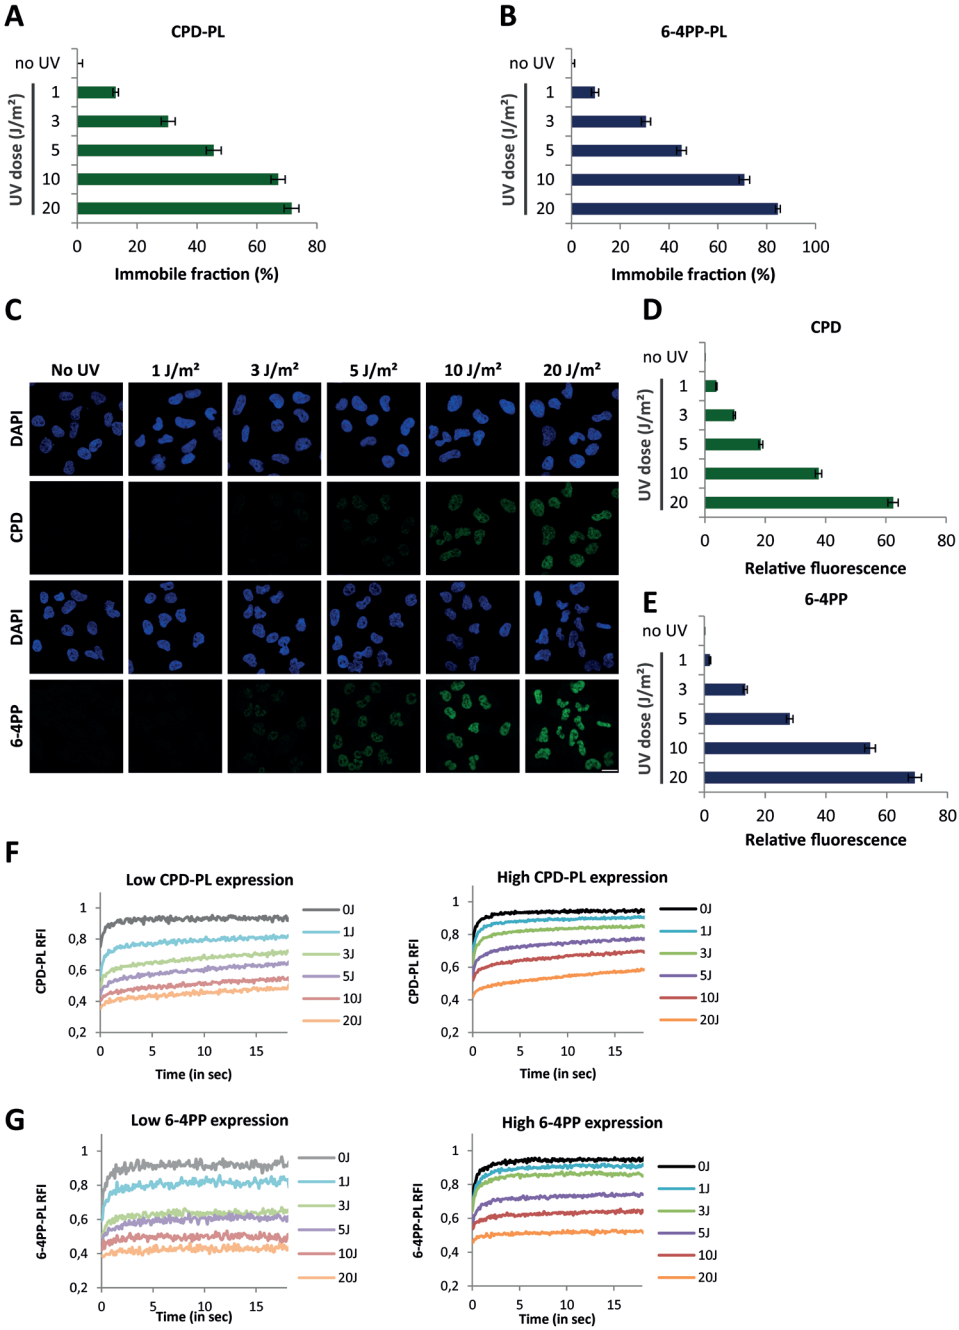 A
CPD-PL
no UV
1
3
5
10
20
UV dose (J/m²)
0 20 40 60 80
Immobile fraction (%)
B
6-4PP-PL
no UV
1
3
5
10
20
UV dose (J/m²)
0 20 40 60 80 100
Immobile fraction (%)
C
No UV 1 J/m² 3 J/m² 5 J/m² 10 J/m² 20 J/m²
DAPI
CPD
DAPI
6-4PP
D
CPD
no UV
1
3
5
10
20
UV dose (J/m²)
0 20 40 60 80
Relative fluorescence
E
6-4PP
no UV
1
3
5
10
20
UV dose (J/m²)
0 20 40 60 80
Relative fluorescence
F
Low CPD-PL expression
CPD-PL RFI
1
0,8
0,6
0,4
0,2
0 5 10 15
Time (in sec)
0J
1J
3J
5J
10J
20J
High CPD-PL expression
CPD-PL RFI
1
0,8
0,6
0,4
0,2
0 5 10 15
Time (in sec)
0J
1J
3J
5J
10J
20J
G
Low 6-4PP expression
6-4PP-PL RFI
1
0,8
0,6
0,4
0,2
0 5 10 15
Time (in sec)
0J
1J
3J
5J
10J
20J
High 6-4PP expression
6-4PP-PL RFI
1
0,8
0,6
0,4
0,2
0 5 10 15
Time (in sec)
0J
1J
3J
5J
10J
20J